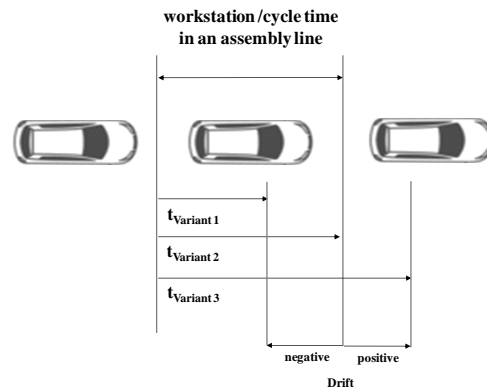 workstation/cycle time
in an assembly line
tVariant 1
tVariant 2
tVariant 3
negative positive
Drift